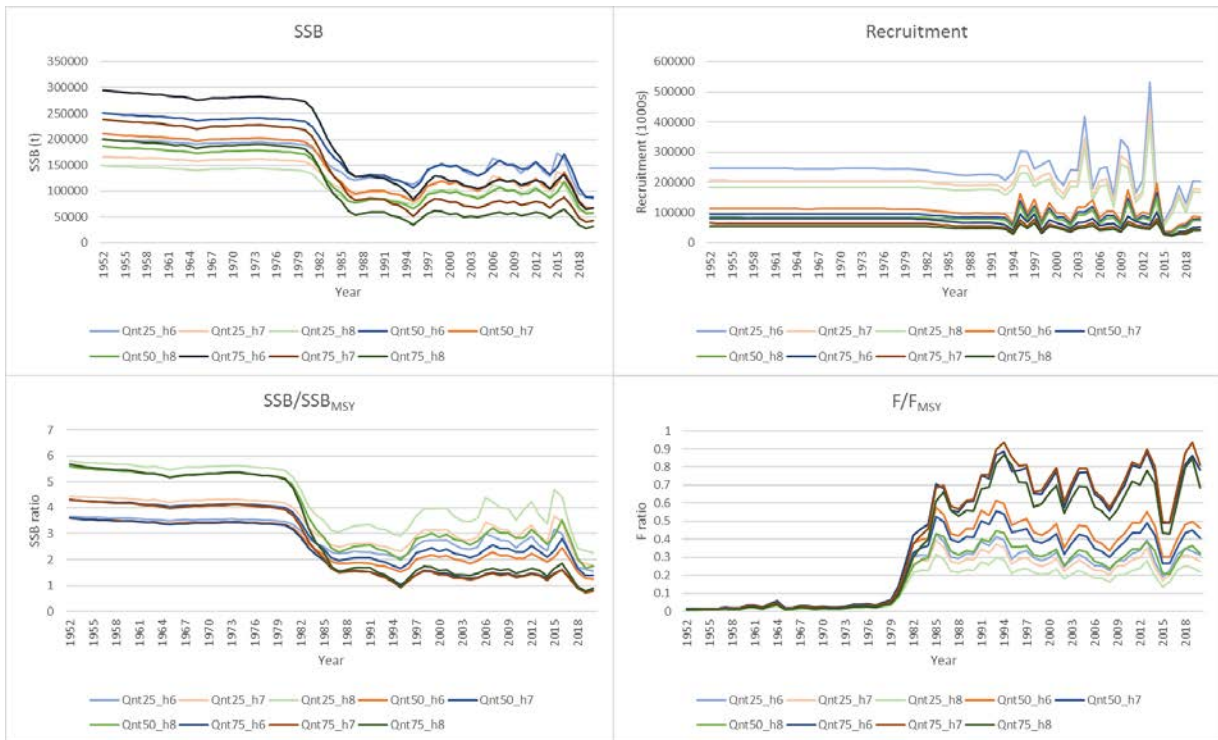 SSB
350000
300000
250000
200000
150000
100000
50000
0
SSB (t)
1952 1955 1958 1961 1964 1967 1970 1973 1976 1979 1982 1985 1988 1991 1994 1997 2000 2003 2006 2009 2012 2015 2018
Year
Qnt25_h6 Qnt25_h7 Qnt25_h8 Qnt50_h6 Qnt50_h7
Qnt50_h8 Qnt75_h6 Qnt75_h7 Qnt75_h8
Recruitment
600000
500000
400000
300000
200000
100000
0
Recruitment (1000s)
1952 1955 1958 1961 1964 1967 1970 1973 1976 1979 1982 1985 1988 1991 1994 1997 2000 2003 2006 2009 2012 2015 2018
Year
Qnt25_h6 Qnt25_h7 Qnt25_h8 Qnt50_h6 Qnt50_h7
Qnt50_h8 Qnt75_h6 Qnt75_h7 Qnt75_h8
SSB/SSBMSY
7
6
5
4
3
2
1
0
SSB ratio
1952 1955 1958 1961 1964 1967 1970 1973 1976 1979 1982 1985 1988 1991 1994 1997 2000 2003 2006 2009 2012 2015 2018
Year
Qnt25_h6 Qnt25_h7 Qnt25_h8 Qnt50_h6 Qnt50_h7
Qnt50_h8 Qnt75_h6 Qnt75_h7 Qnt75_h8
F/FMSY
1
0.9
0.8
0.7
0.6
0.5
0.4
0.3
0.2
0.1
0
F ratio
1952 1955 1958 1961 1964 1967 1970 1973 1976 1979 1982 1985 1988 1991 1994 1997 2000 2003 2006 2009 2012 2015 2018
Year
Qnt25_h6 Qnt25_h7 Qnt25_h8 Qnt50_h6 Qnt50_h7
Qnt50_h8 Qnt75_h6 Qnt75_h7 Qnt75_h8